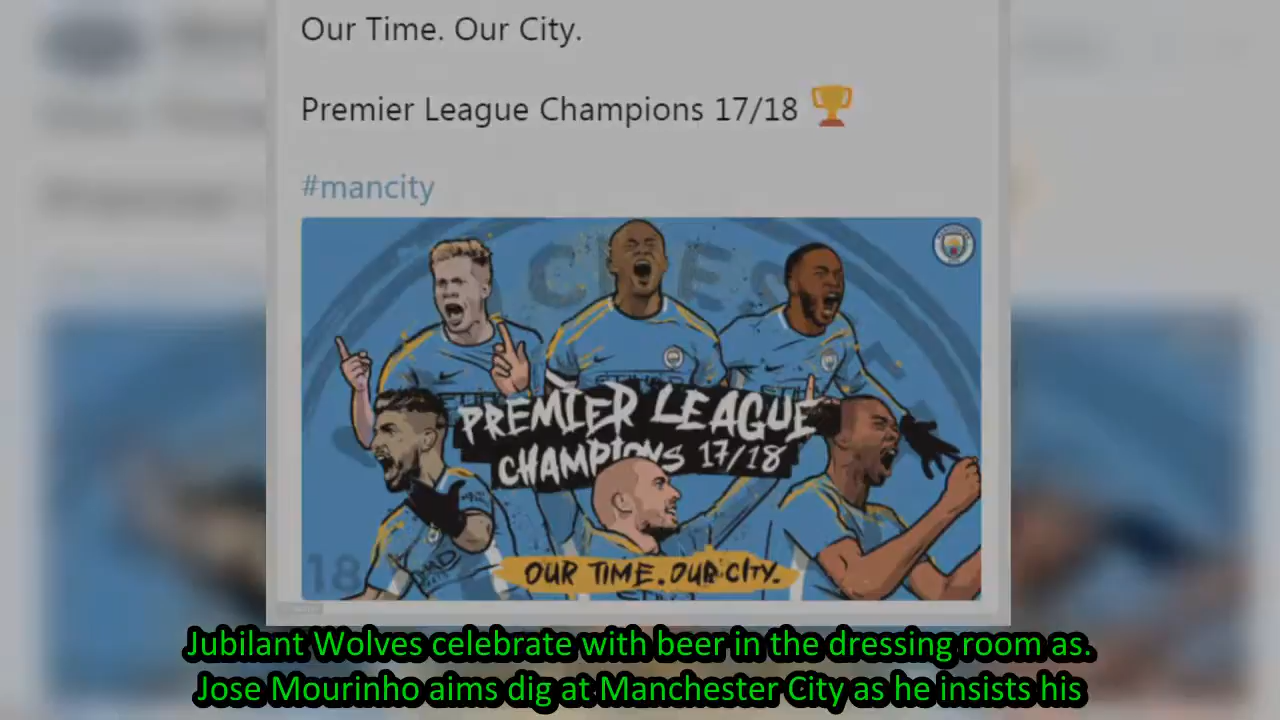 Our Time. Our City.
Premier League Champions 17/18 🏆
#mancity
PREMIER LEAGUE
CHAMPIONS 17/18
18
OUR TIME. OUR CITY.
Jubilant Wolves celebrate with beer in the dressing room as.
Jose Mourinho aims dig at Manchester City as he insists his